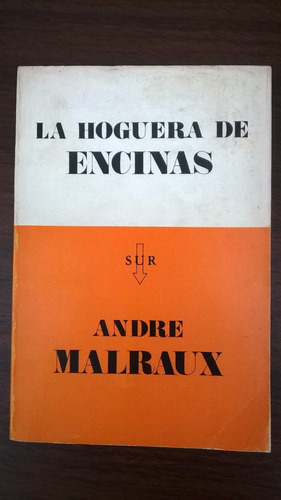 LA HOGUERA DE
ENCINAS
SUR
ANDRE
MALRAUX